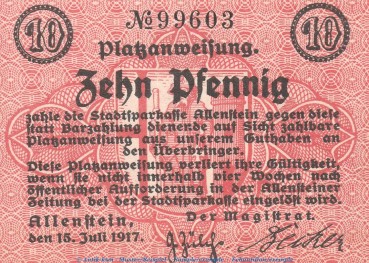 10 №99603 10
Platzanweisung.
Zehn Pfennig
zahle die Stadtsparkasse Allenstein gegen diese
statt Barzahlung dienende auf Sicht zahlbare
Platzanweisung aus unserem Guthaben an
den Überbringer.
Diese Platzanweisung verliert ihre Gültigkeit,
wenn sie nicht innerhalb vier Wochen nach
öffentlicher Aufforderung in der Allensteiner
Zeitung bei der Stadtsparkasse eingelöst wird.
Allenstein, Der Magistrat.
den 15. Juli 1917.